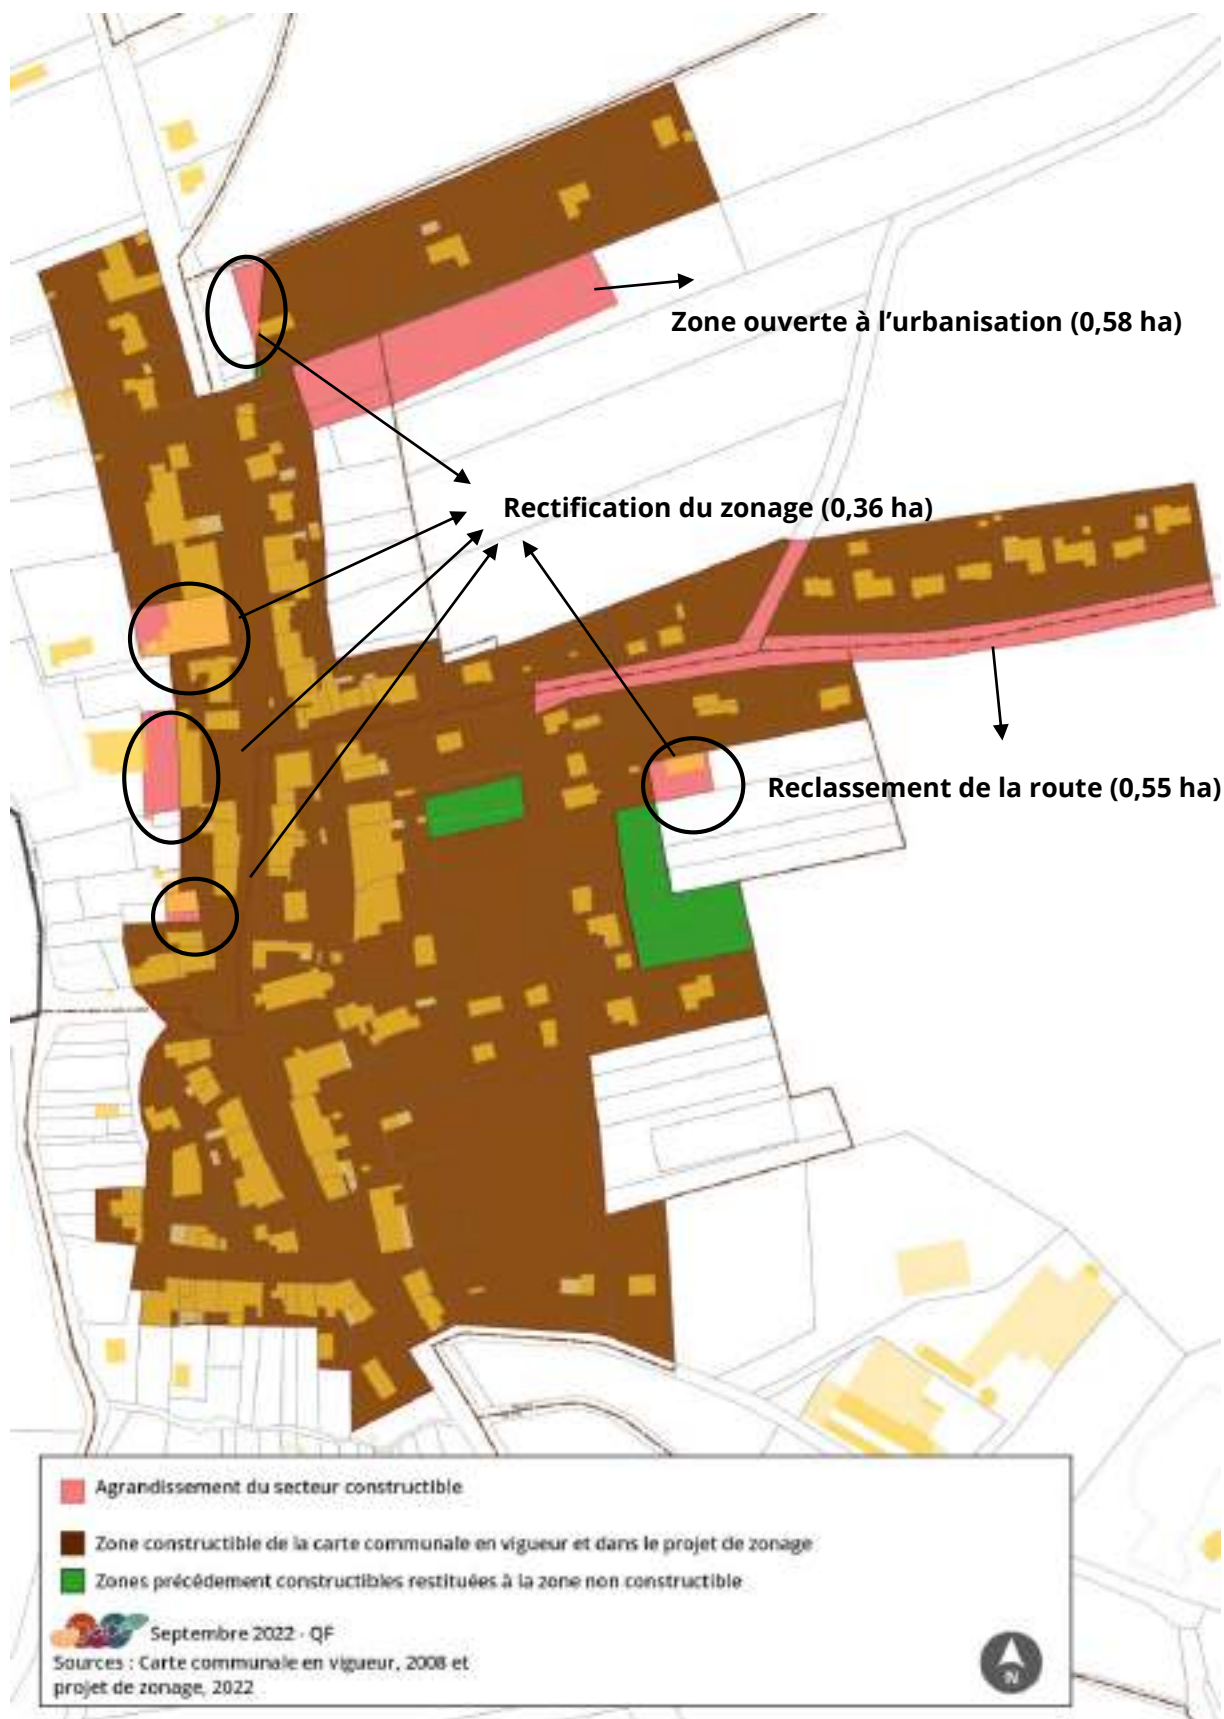 Zone ouverte à l'urbanisation (0,58 ha)
Rectification du zonage (0,36 ha)
Reclassement de la route (0,55 ha)
Agrandissement du secteur constructible
Zone constructible de la carte communale en vigueur et dans le projet de zonage
Zones précédement constructibles restituées à la zone non constructible
Septembre 2022 - QF
Sources : Carte communale en vigueur, 2008 et
projet de zonage, 2022
N